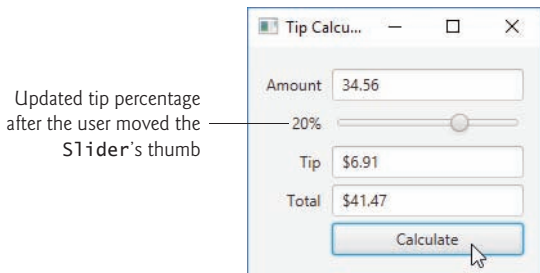 Tip Calcu...
Updated tip percentage
after the user moved the
Slider's thumb
Amount 34.56
20%
Tip $6.91
Total $41.47
Calculate